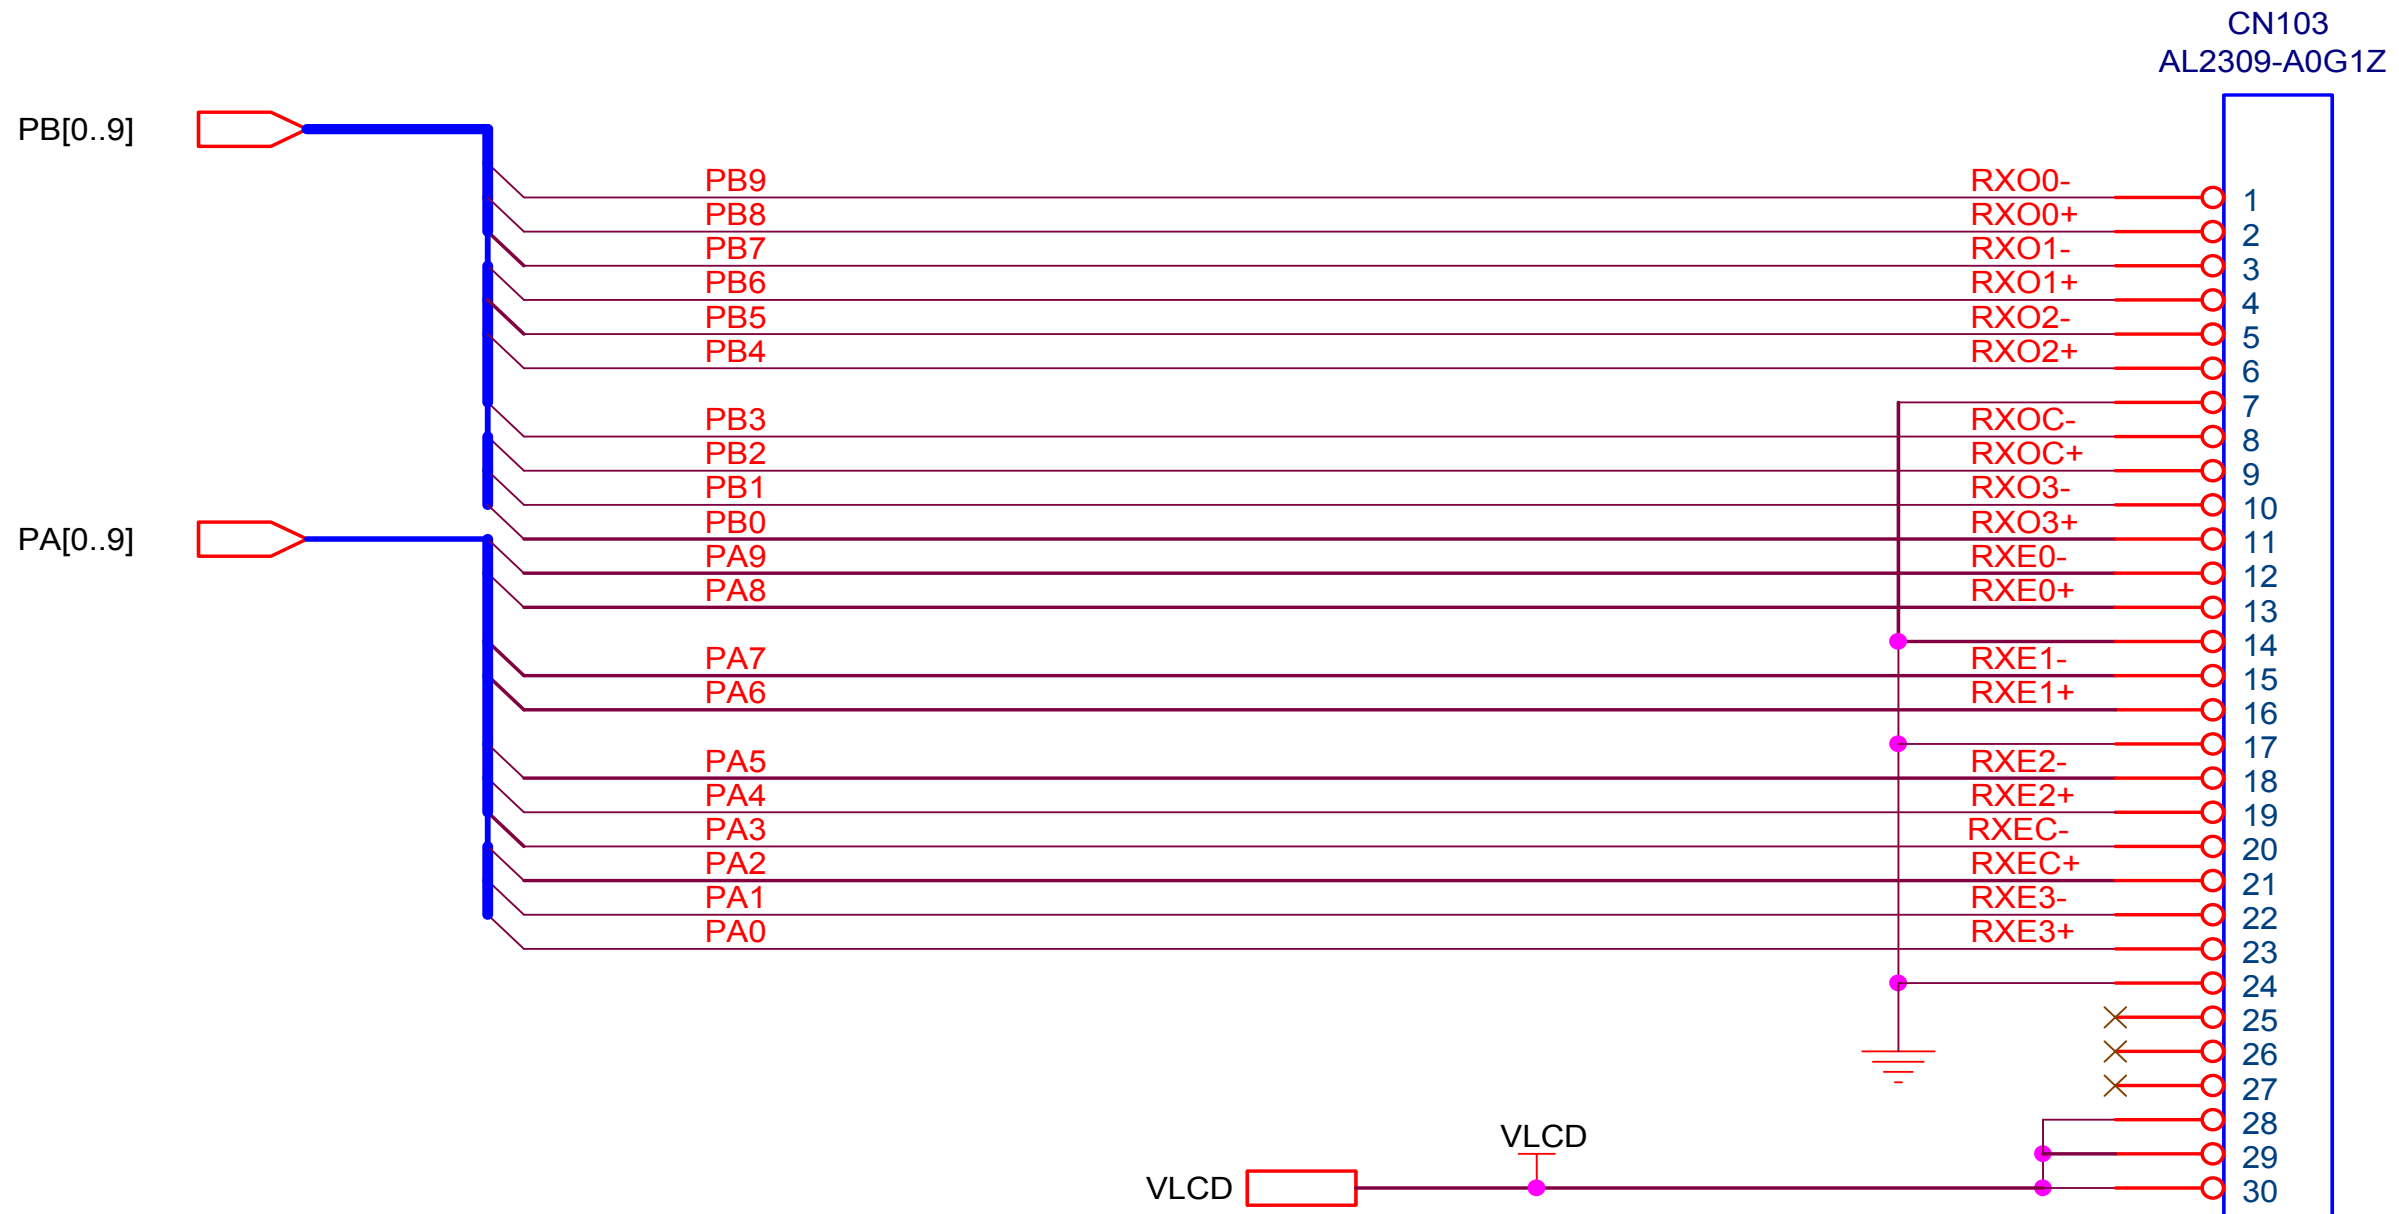 CN103
AL2309-A0G1Z
PB[0..9]
PB9 RXO0- 1
PB8 RXO0+ 2
PB7 RXO1- 3
PB6 RXO1+ 4
PB5 RXO2- 5
PB4 RXO2+ 6
7
PB3 RXOC- 8
PB2 RXOC+ 9
PB1 RXO3- 10
PB0 RXO3+ 11
PA[0..9]
PA9 RXE0- 12
PA8 RXE0+ 13
14
PA7 RXE1- 15
PA6 RXE1+ 16
17
PA5 RXE2- 18
PA4 RXE2+ 19
PA3 RXEC- 20
PA2 RXEC+ 21
PA1 RXE3- 22
PA0 RXE3+ 23
24
25
26
27
28
VLCD
29
VLCD 30